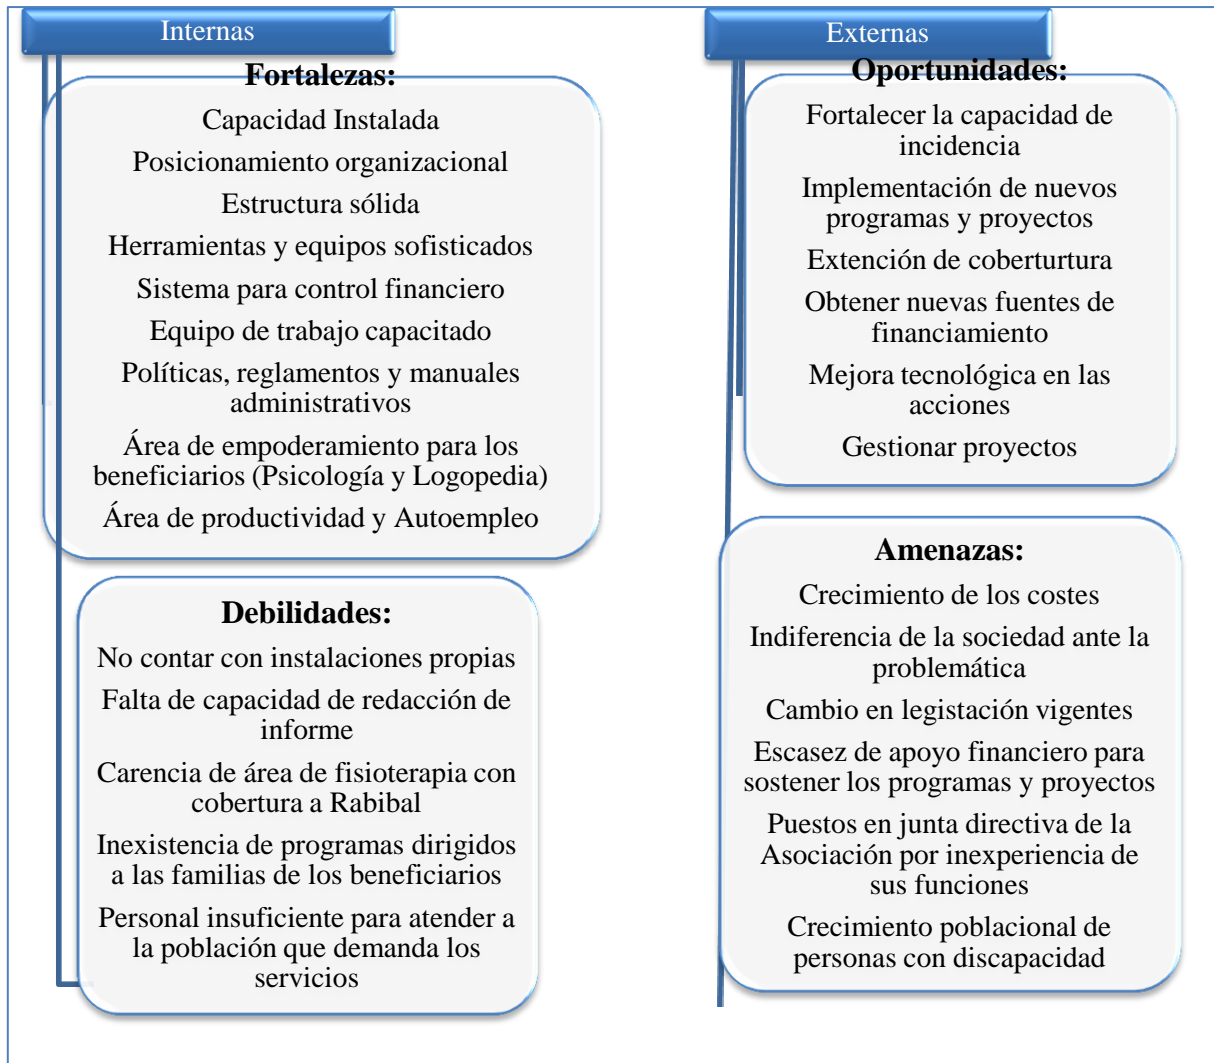 Internas
Fortalezas:
Capacidad Instalada
Posicionamiento organizacional
Estructura sólida
Herramientas y equipos sofisticados
Sistema para control financiero
Equipo de trabajo capacitado
Políticas, reglamentos y manuales
administrativos
Área de empoderamiento para los
beneficiarios (Psicología y Logopedia)
Área de productividad y Autoempleo
Debilidades:
No contar con instalaciones propias
Falta de capacidad de redacción de
informe
Carencia de área de fisioterapia con
cobertura a Rabibal
Inexistencia de programas dirigidos
a las familias de los beneficiarios
Personal insuficiente para atender a
la población que demanda los
servicios
Externas
Oportunidades:
Fortalecer la capacidad de
incidencia
Implementación de nuevos
programas y proyectos
Extención de coberturtura
Obtener nuevas fuentes de
financiamiento
Mejora tecnológica en las
acciones
Gestionar proyectos
Amenazas:
Crecimiento de los costes
Indiferencia de la sociedad ante la
problemática
Cambio en legistación vigentes
Escasez de apoyo financiero para
sostener los programas y proyectos
Puestos en junta directiva de la
Asociación por inexperiencia de
sus funciones
Crecimiento poblacional de
personas con discapacidad